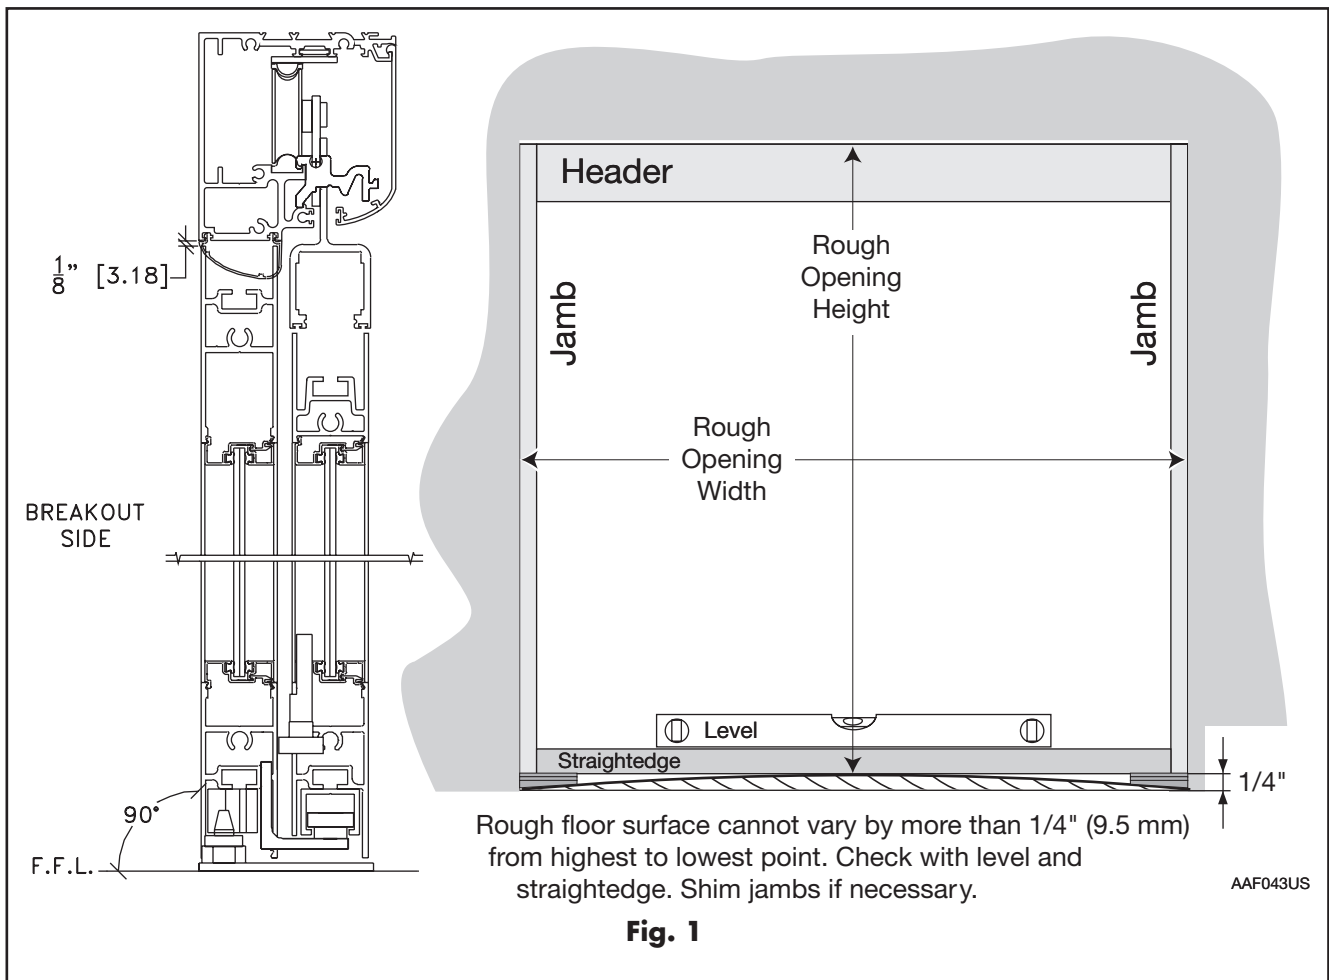 1/8" [3.18]
BREAKOUT
SIDE
90°
F.F.L.
Header
Rough
Opening
Height
Jamb
Jamb
Rough
Opening
Width
Level
Straightedge
1/4"
Rough floor surface cannot vary by more than 1/4" (9.5 mm)
from highest to lowest point. Check with level and
straightedge. Shim jambs if necessary.
AAF043US
Fig. 1